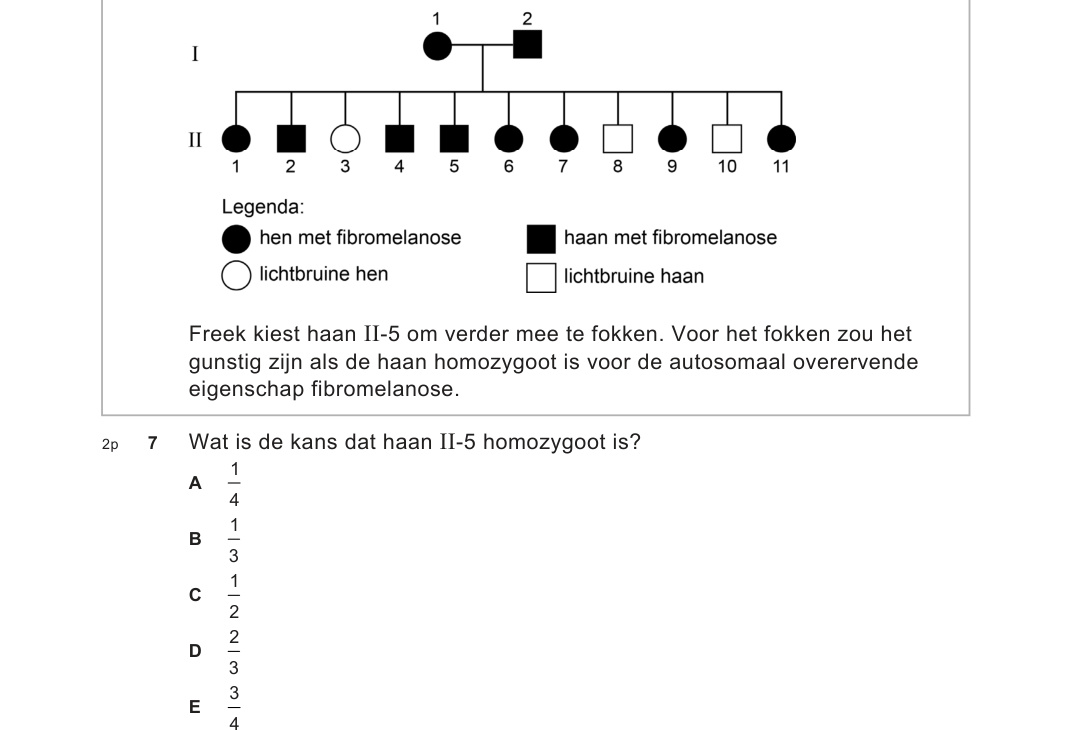 1 2
I
II
1 2 3 4 5 6 7 8 9 10 11
Legenda:
hen met fibromelanose haan met fibromelanose
lichtbruine hen lichtbruine haan
Freek kiest haan II-5 om verder mee te fokken. Voor het fokken zou het
gunstig zijn als de haan homozygoot is voor de autosomaal overervende
eigenschap fibromelanose.
2p 7 Wat is de kans dat haan II-5 homozygoot is?
A 1/4
B 1/3
C 1/2
D 2/3
E 3/4